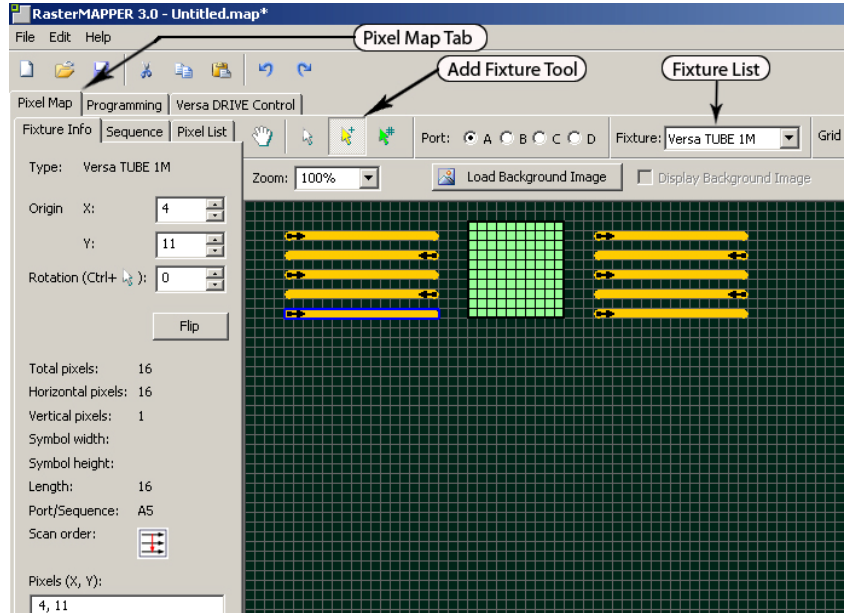 RasterMAPPER 3.0 - Untitled.map*
File Edit Help
Pixel Map Tab
Add Fixture Tool
Fixture List
Pixel Map Programming Versa DRIVE Control
Fixture Info Sequence Pixel List
Port: A B C D Fixture: Versa TUBE 1M Grid
Type: Versa TUBE 1M
Zoom: 100% Load Background Image Display Background Image
Origin X: 4
Y: 11
Rotation (Ctrl+ ): 0
Flip
Total pixels: 16
Horizontal pixels: 16
Vertical pixels: 1
Symbol width:
Symbol height:
Length: 16
Port/Sequence: A5
Scan order:
Pixels (X, Y):
4, 11